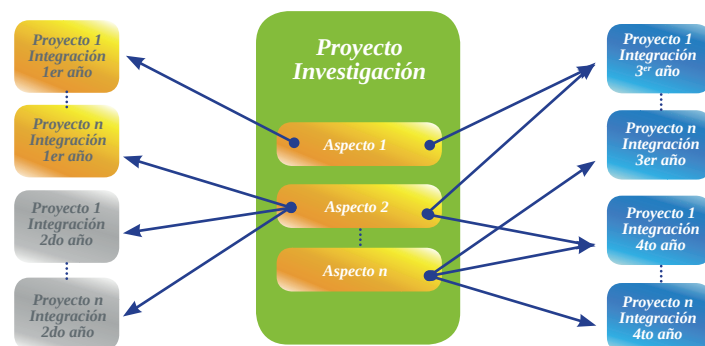 Proyecto 1
Integración
1er año
Proyecto n
Integración
1er año
Proyecto 1
Integración
2do año
Proyecto n
Integración
2do año
Proyecto
Investigación
Aspecto 1
Aspecto 2
Aspecto n
Proyecto 1
Integración
3er año
Proyecto n
Integración
3er año
Proyecto 1
Integración
4to año
Proyecto n
Integración
4to año